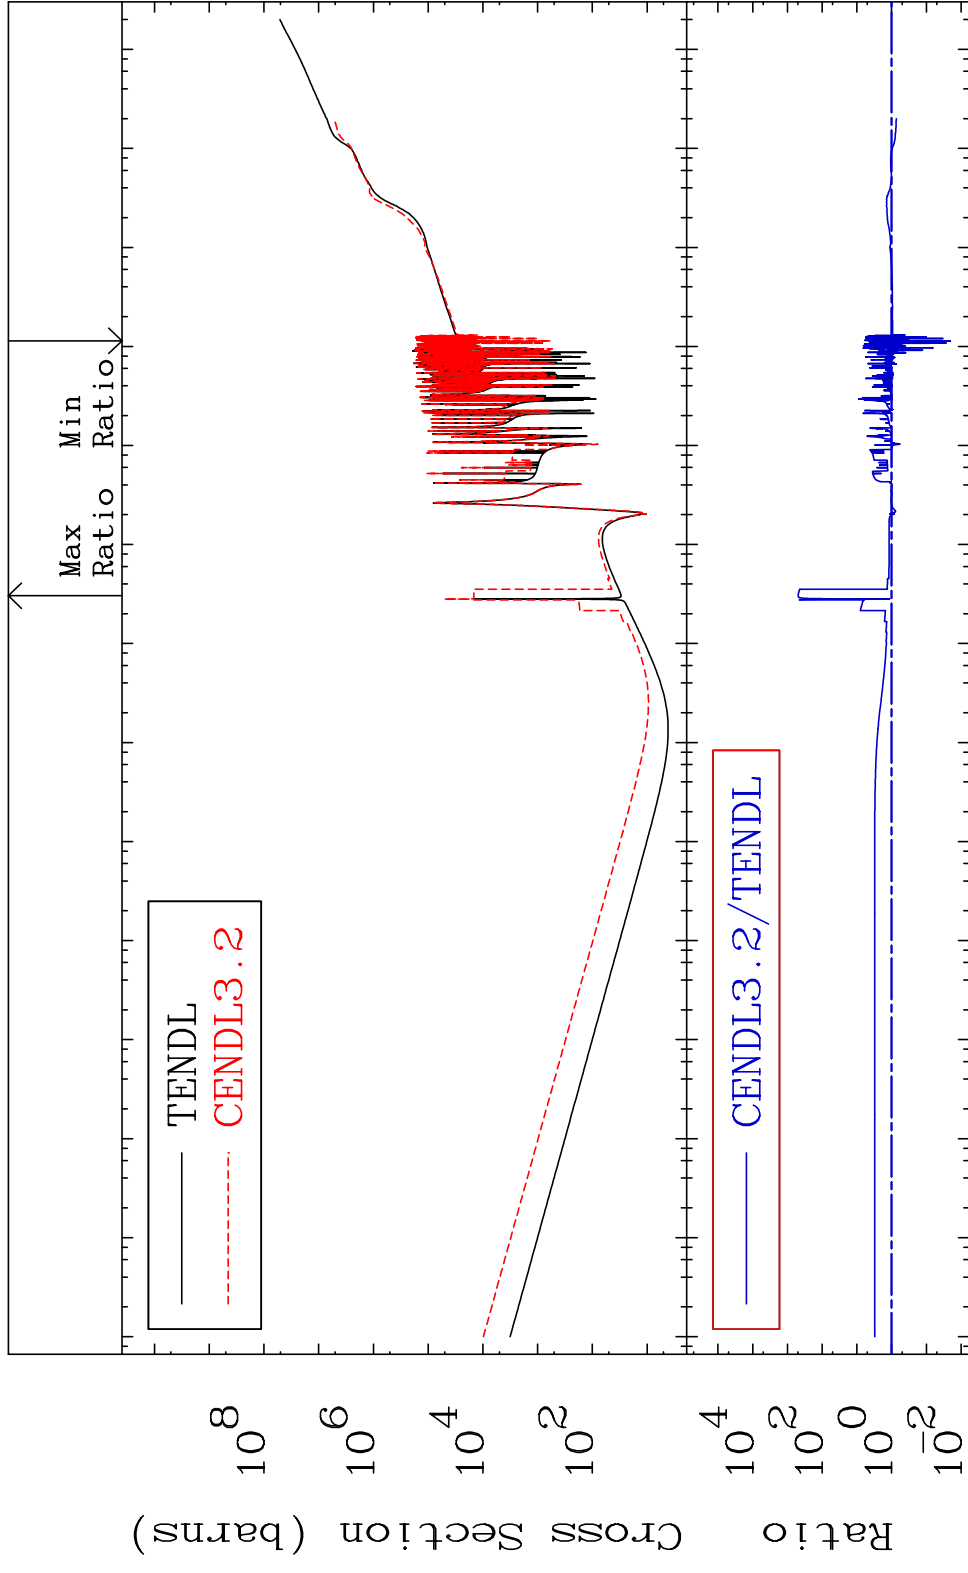 Max Min
Ratio Ratio
TENDL
CENDL3.2
10 8
10 6
10 4
10 2
Cross Section (barns)
CENDL3.2/TENDL
10 4
10 2
10 0
10 -2
Ratio